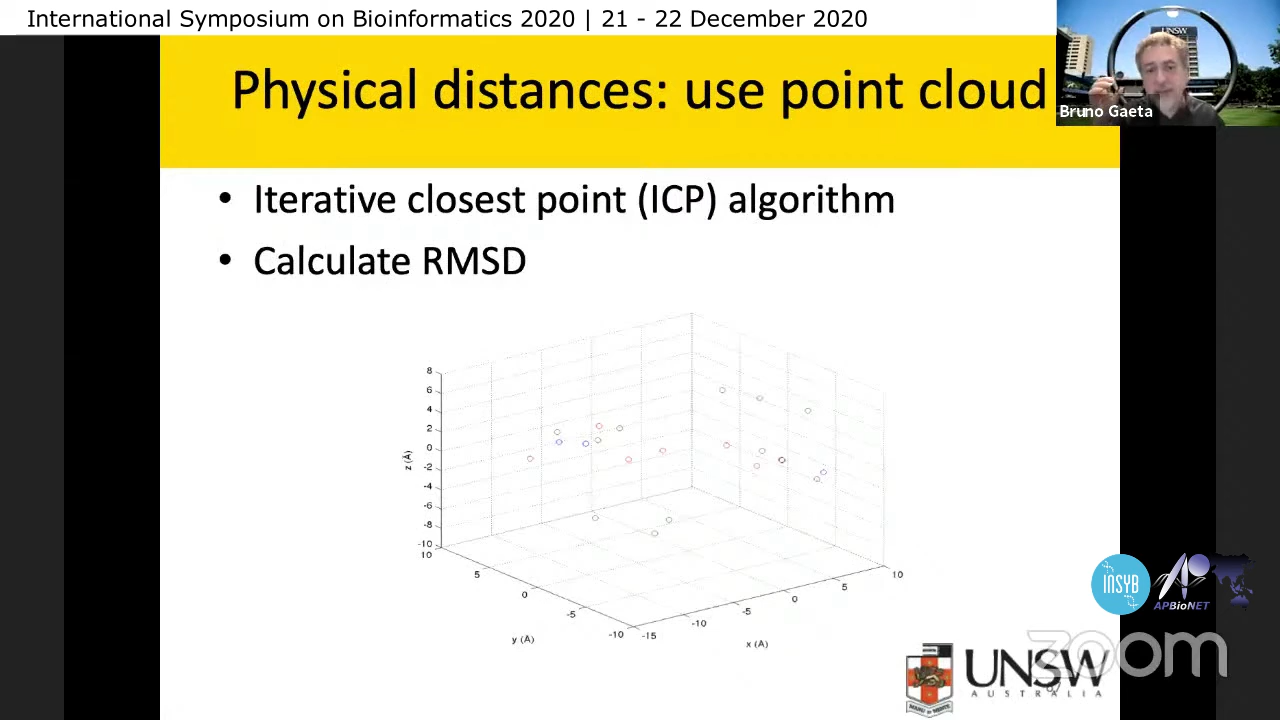 International Symposium on Bioinformatics 2020 | 21 - 22 December 2020
UNSW
Bruno Gaeta
Physical distances: use point cloud
• Iterative closest point (ICP) algorithm
• Calculate RMSD
8
6
4
2
0
-2
-4
-6
-8
-10
z (Å)
10
5
0
-5
-10
y (Å)
-15
-10
-5
0
5
10
x (Å)
INSYB
APBioNET
zoom
UNSW
AUSTRALIA